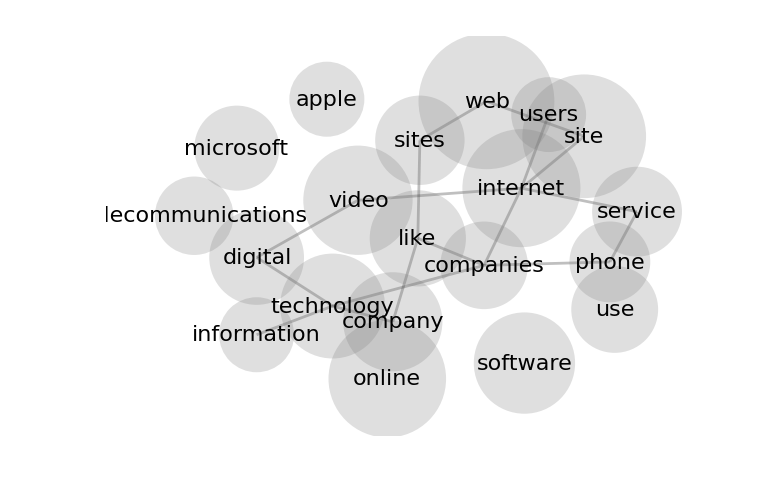 apple
web
users
sites
site
microsoft
internet
video
service
lecommunications
like
digital
companies
phone
technology
use
company
information
software
online